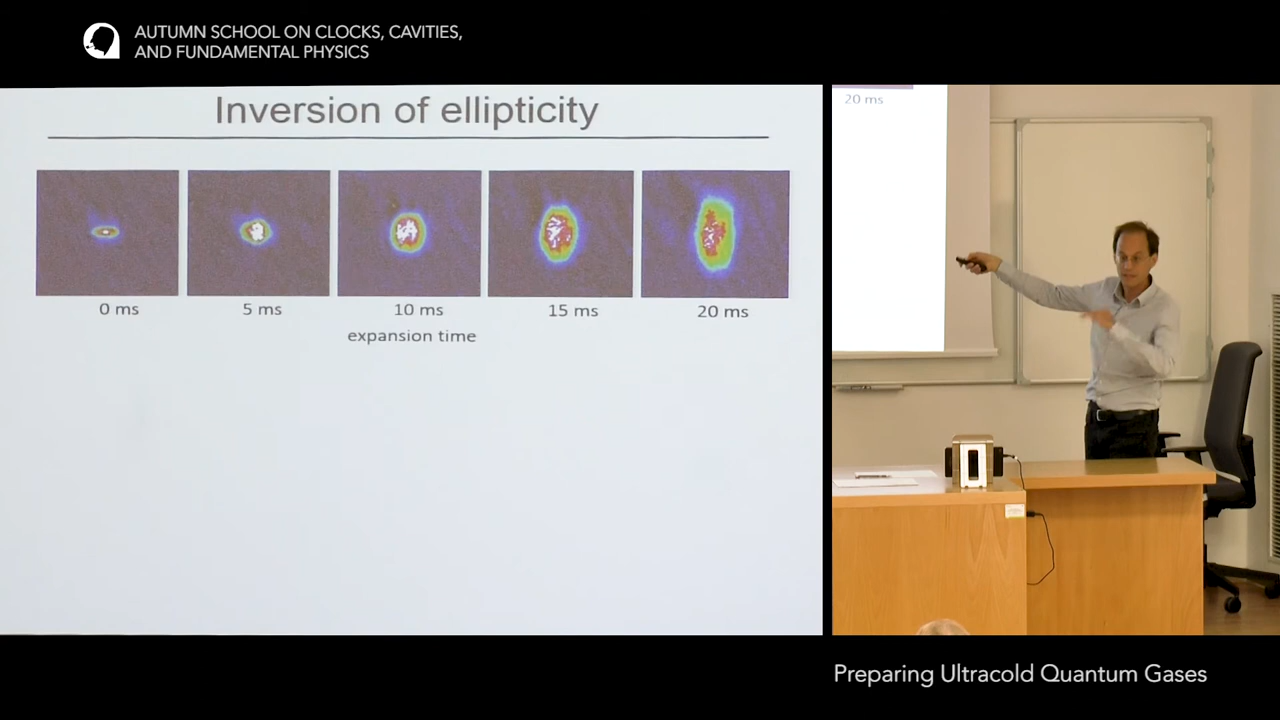 AUTUMN SCHOOL ON CLOCKS, CAVITIES,
AND FUNDAMENTAL PHYSICS
Inversion of ellipticity
0 ms
5 ms
10 ms
15 ms
20 ms
expansion time
20 ms
Preparing Ultracold Quantum Gases